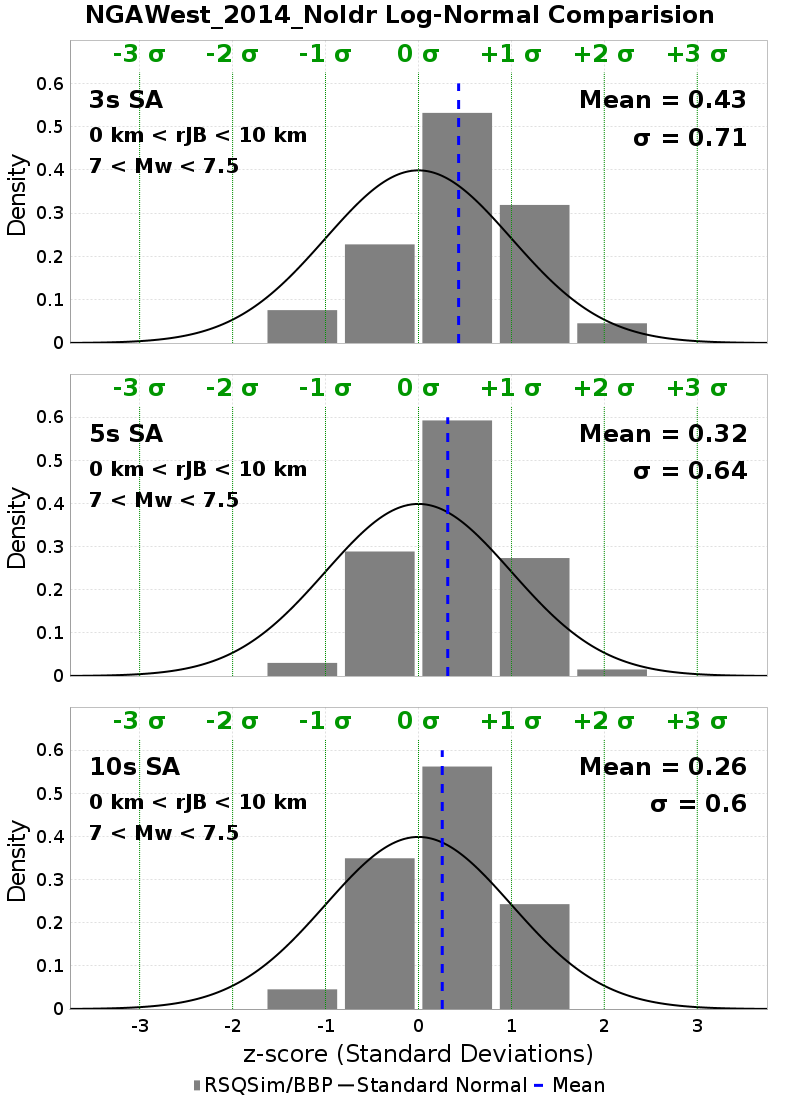 NGAWest_2014_NoIdr Log-Normal Comparision
-3 σ -2 σ -1 σ 0 σ +1 σ +2 σ +3 σ
0.6
3s SA Mean = 0.43
0.5
0 km < rJB < 10 km σ = 0.71
7 < Mw < 7.5
0.4
0.3
0.2
0.1
0
Density
-3 σ -2 σ -1 σ 0 σ +1 σ +2 σ +3 σ
0.6
5s SA Mean = 0.32
0.5
0 km < rJB < 10 km σ = 0.64
7 < Mw < 7.5
0.4
0.3
0.2
0.1
0
Density
-3 σ -2 σ -1 σ 0 σ +1 σ +2 σ +3 σ
0.6
10s SA Mean = 0.26
0.5
0 km < rJB < 10 km σ = 0.6
7 < Mw < 7.5
0.4
0.3
0.2
0.1
0
Density
-3 -2 -1 0 1 2 3
z-score (Standard Deviations)
RSQSim/BBP Standard Normal Mean